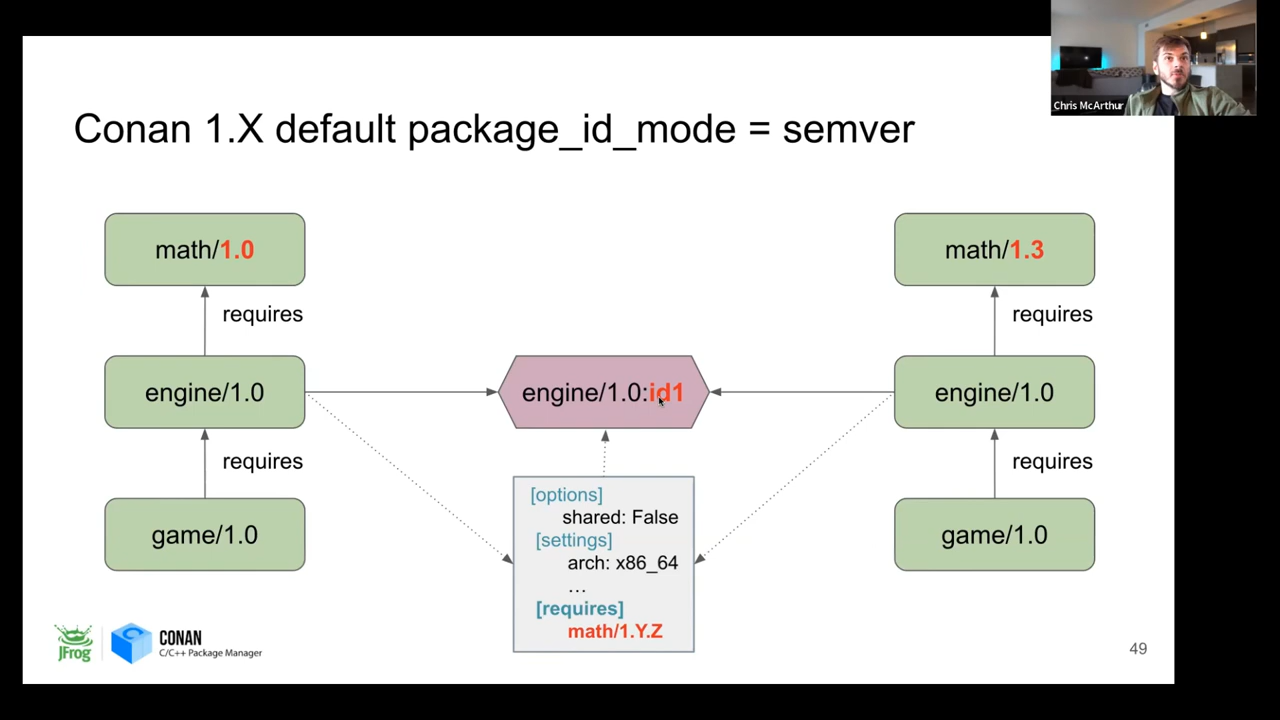 Chris McArthur
Conan 1.X default package_id_mode = semver
math/1.0
math/1.3
requires
requires
engine/1.0
engine/1.0:id1
engine/1.0
requires
requires
[options]
shared: False
[settings]
arch: x86_64
...
[requires]
math/1.Y.Z
game/1.0
game/1.0
JFrog
CONAN
C/C++ Package Manager
49